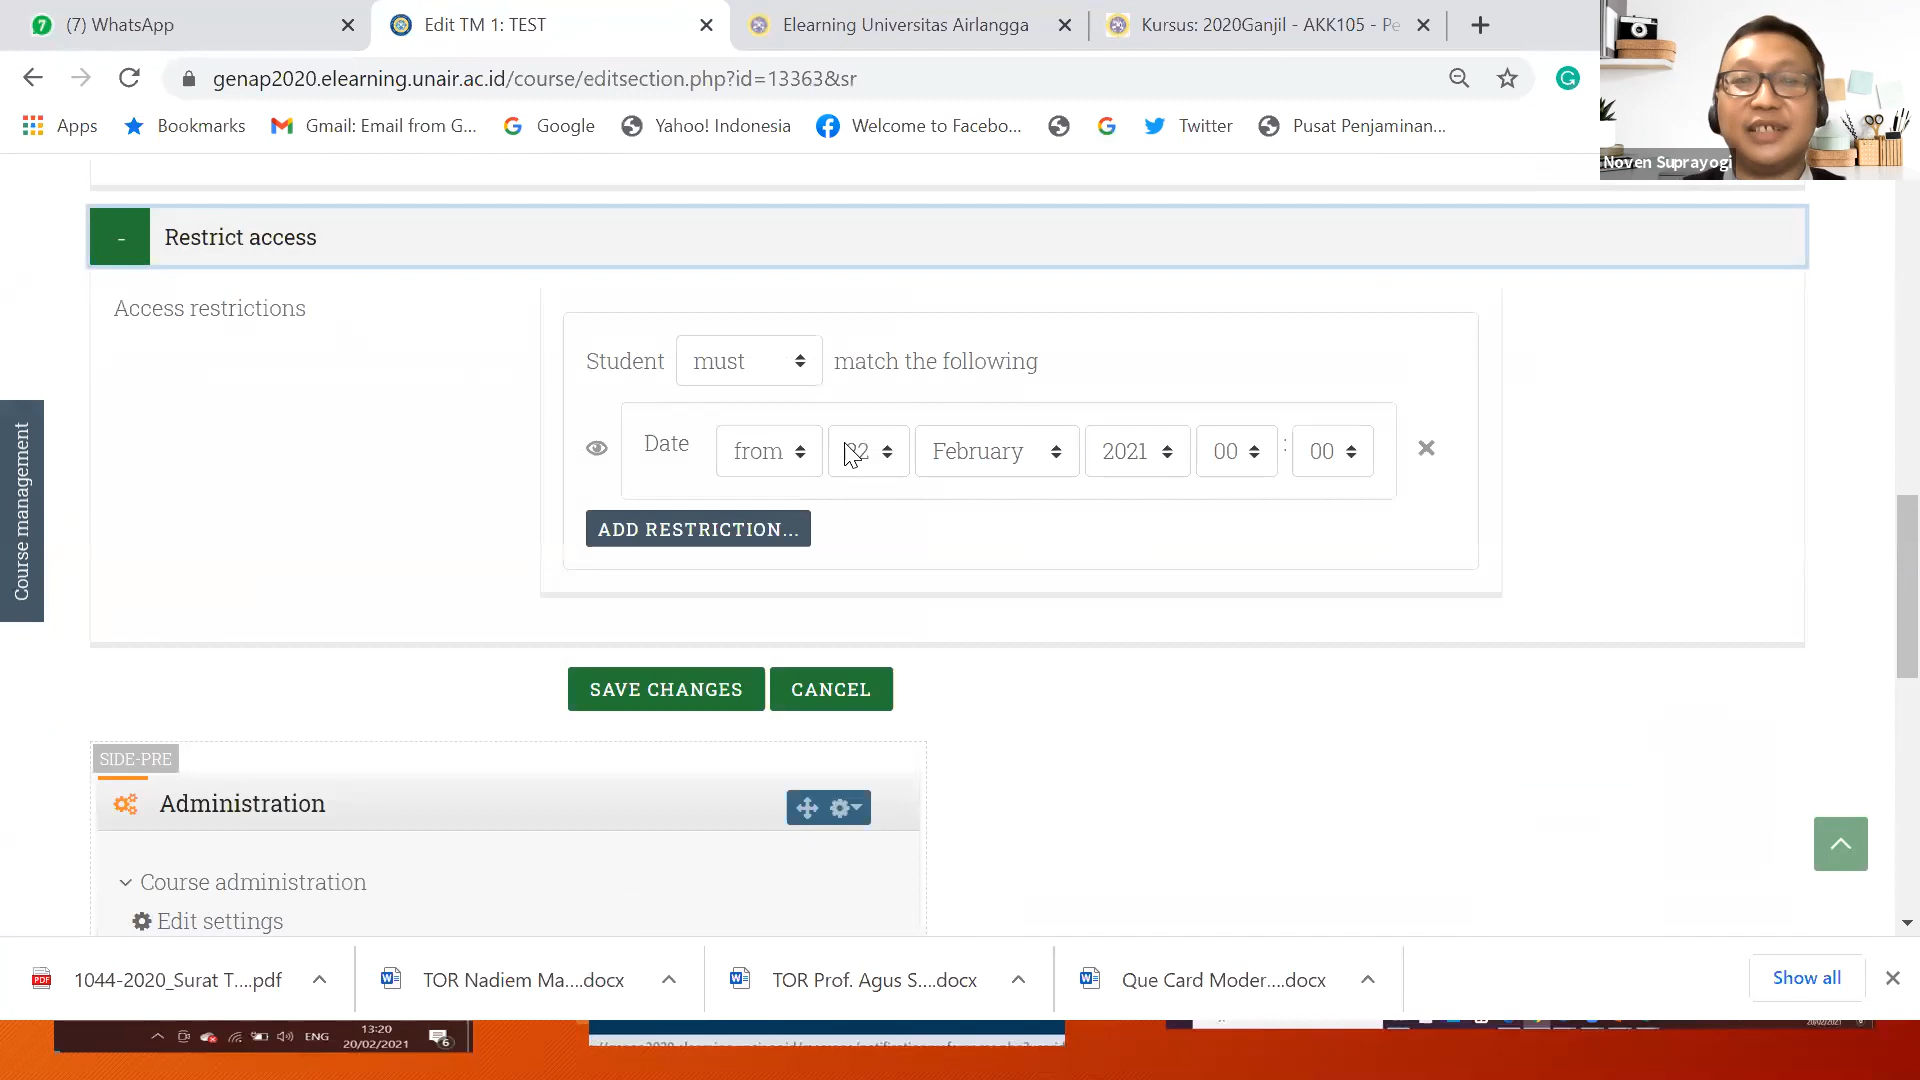 7 (7) WhatsApp
Edit TM 1: TEST
Elearning Universitas Airlangga
Kursus: 2020Ganjil - AKK105 - Pe
genap2020.elearning.unair.ac.id/course/editsection.php?id=13363&sr
Apps
Bookmarks
Gmail: Email from G...
Google
Yahoo! Indonesia
Welcome to Facebo...
Twitter
Pusat Penjaminan...
Noven Suprayogi
- Restrict access
Access restrictions
Student must match the following
Date from 22 February 2021 00 : 00
ADD RESTRICTION...
Course management
SAVE CHANGES CANCEL
SIDE-PRE
Administration
Course administration
Edit settings
PDF 1044-2020_Surat T....pdf
TOR Nadiem Ma....docx
TOR Prof. Agus S....docx
Que Card Moder....docx
Show all
ENG
13:20
20/02/2021
6